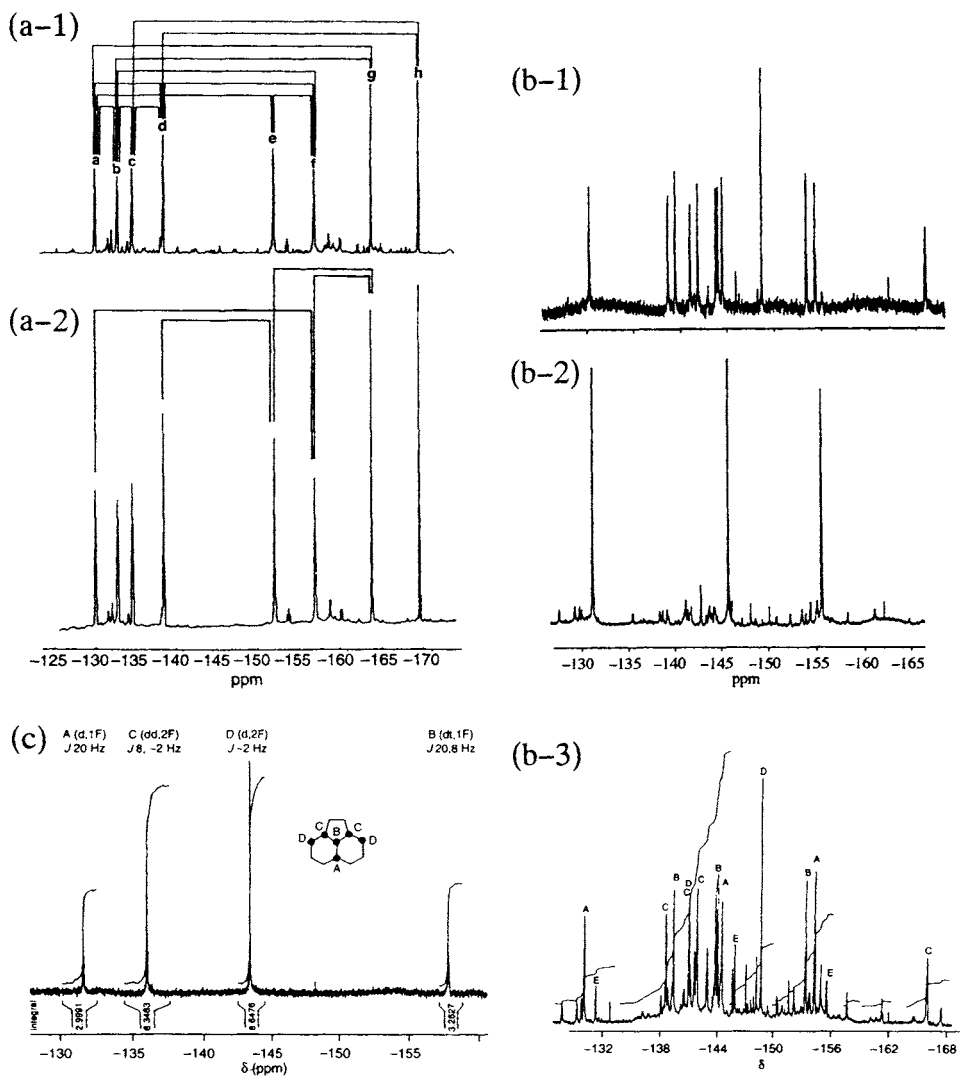 (a-1)
g h
d
a b c e f
(a-2)
-125 -130 -135 -140 -145 -150 -155 -160 -165 -170
ppm
(b-1)
(b-2)
-130 -135 -140 -145 -150 -155 -160 -165
ppm
(c)
A (d,1F) C (dd,2F) D (d,2F) B (dt,1F)
J 20 Hz J 8, ~2 Hz J ~2 Hz J 20,8 Hz
C B C
D D
A
integral
2.9991 6.3463 6.6476 3.2627
-130 -135 -140 -145 -150 -155 -160
δ (ppm)
(b-3)
D
A
B B B
D
C C C A
A E E E C
-132 -138 -144 -150 -156 -162 -168
δ